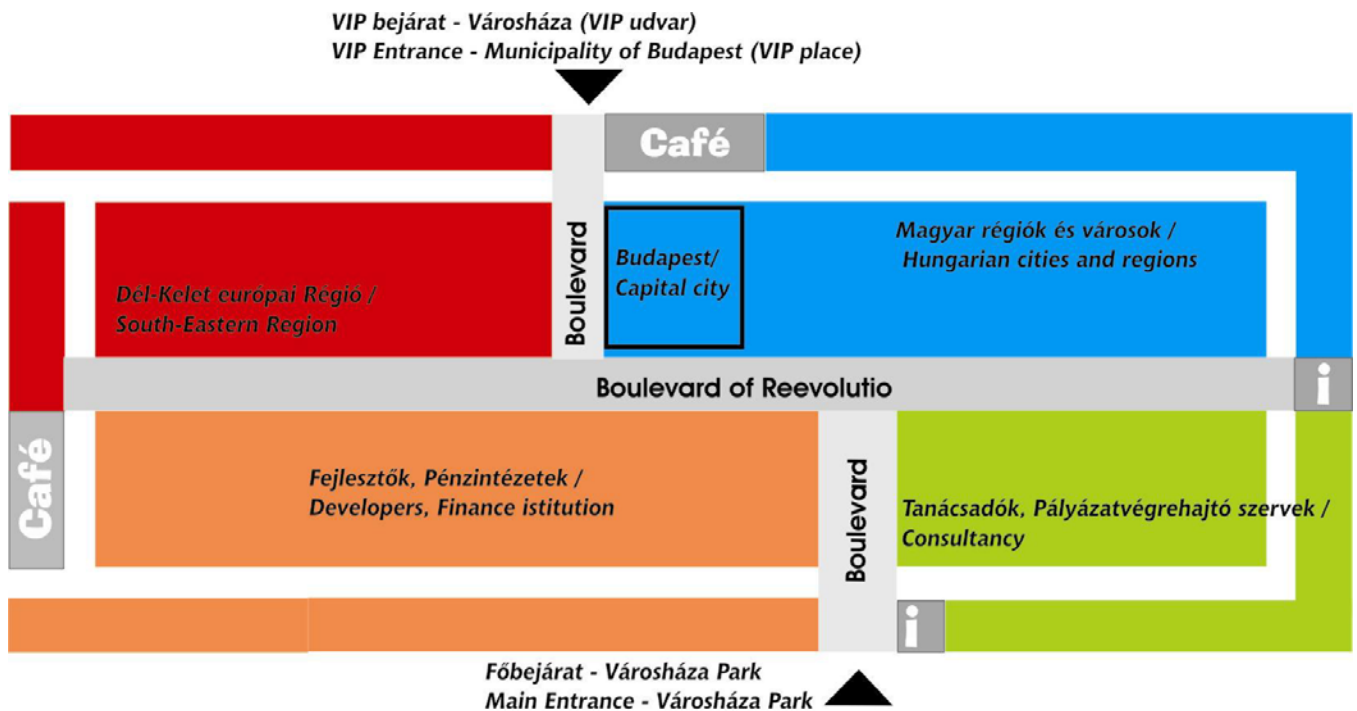 VIP bejárat - Városháza (VIP udvar)
VIP Entrance - Municipality of Budapest (VIP place)
Café
Boulevard
Budapest/
Capital city
Magyar régiók és városok /
Hungarian cities and regions
Dél-Kelet európai Régió /
South-Eastern Region
Boulevard of Reevolutio
i
Café
Fejlesztők, Pénzintézetek /
Developers, Finance istitution
Boulevard
Tanácsadók, Pályázatvégrehajtó szervek /
Consultancy
i
Főbejárat - Városháza Park
Main Entrance - Városháza Park